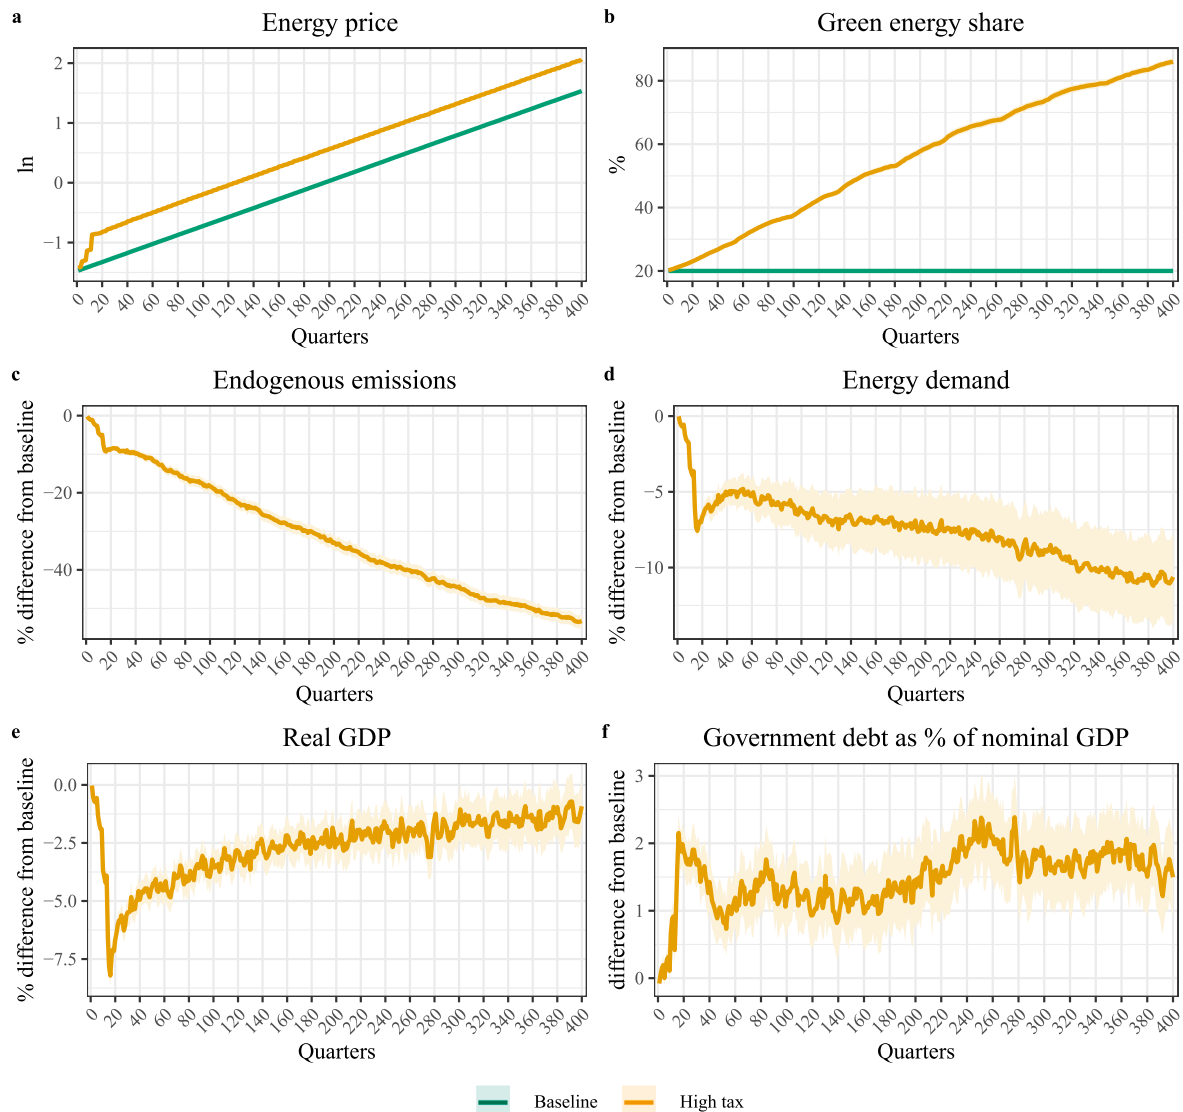 a
Energy price
ln
2
1
0
−1
0 20 40 60 80 100 120 140 160 180 200 220 240 260 280 300 320 340 360 380 400
Quarters
b
Green energy share
%
80
60
40
20
0 20 40 60 80 100 120 140 160 180 200 220 240 260 280 300 320 340 360 380 400
Quarters
c
Endogenous emissions
% difference from baseline
0
−20
−40
0 20 40 60 80 100 120 140 160 180 200 220 240 260 280 300 320 340 360 380 400
Quarters
d
Energy demand
% difference from baseline
0
−5
−10
0 20 40 60 80 100 120 140 160 180 200 220 240 260 280 300 320 340 360 380 400
Quarters
e
Real GDP
% difference from baseline
0.0
−2.5
−5.0
−7.5
0 20 40 60 80 100 120 140 160 180 200 220 240 260 280 300 320 340 360 380 400
Quarters
f
Government debt as % of nominal GDP
difference from baseline
3
2
1
0
0 20 40 60 80 100 120 140 160 180 200 220 240 260 280 300 320 340 360 380 400
Quarters
Baseline High tax